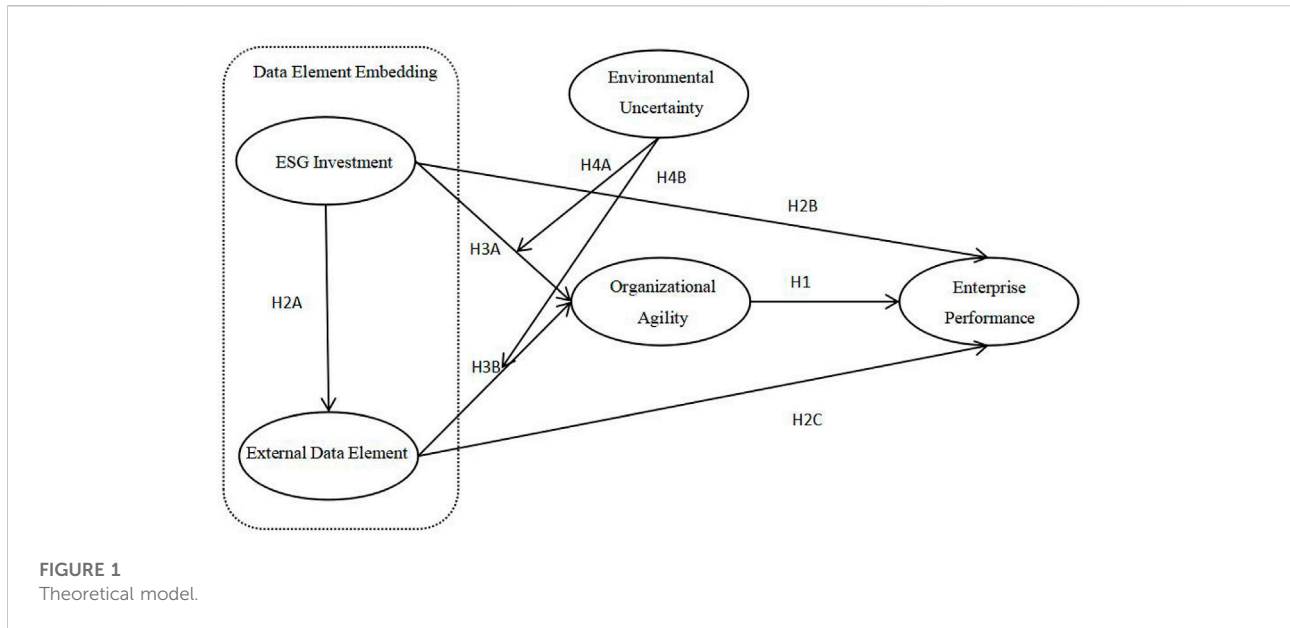 Data Element Embedding
Environmental
Uncertainty
ESG Investment
H4A
H4B
H2B
H3A
H2A
Organizational
Agility
H1
Enterprise
Performance
H3B
H2C
External Data Element
FIGURE 1
Theoretical model.